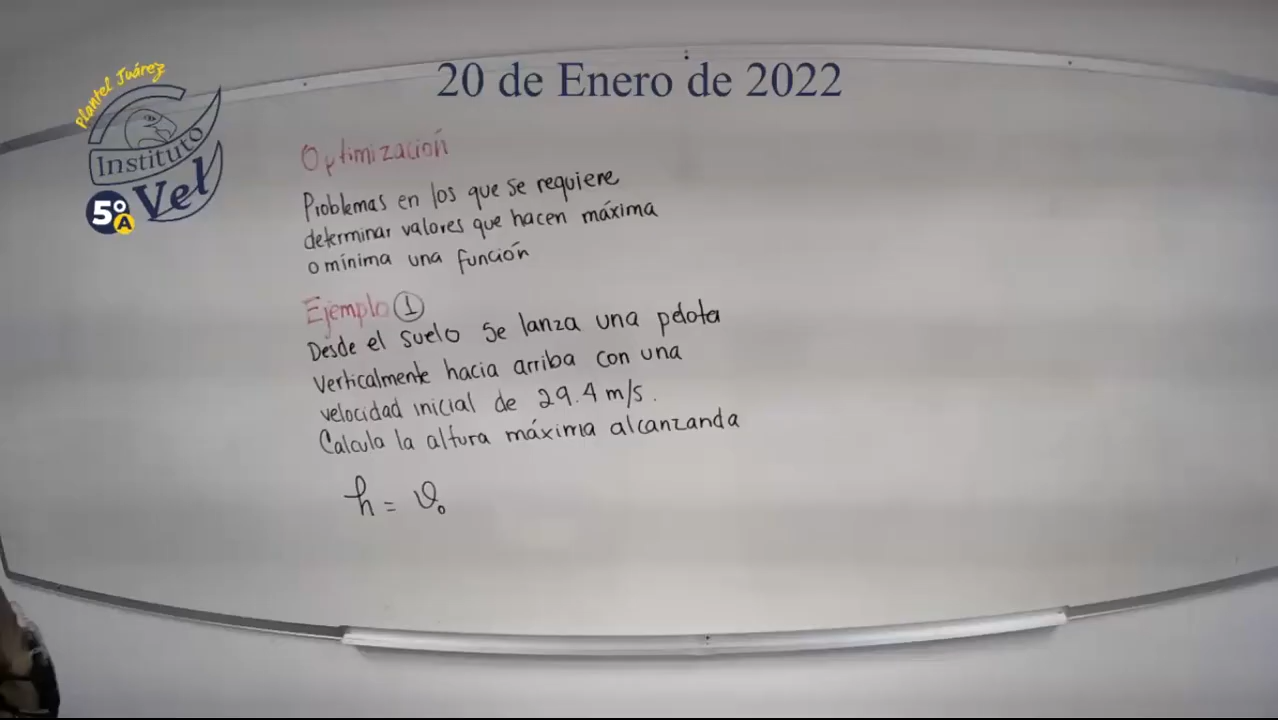 Plantel Juárez
Instituto
Vel
5º
A
20 de Enero de 2022
Optimización
Problemas en los que se requiere
determinar valores que hacen máxima
o mínima una función
Ejemplo 1
Desde el suelo se lanza una pelota
verticalmente hacia arriba con una
velocidad inicial de 29.4 m/s.
Calcula la altura máxima alcanzanda
h = v₀